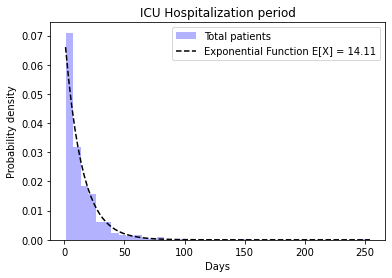 ICU Hospitalization period
Total patients
Exponential Function E[X] = 14.11
Probability density
0.07
0.06
0.05
0.04
0.03
0.02
0.01
0.00
0 50 100 150 200 250
Days